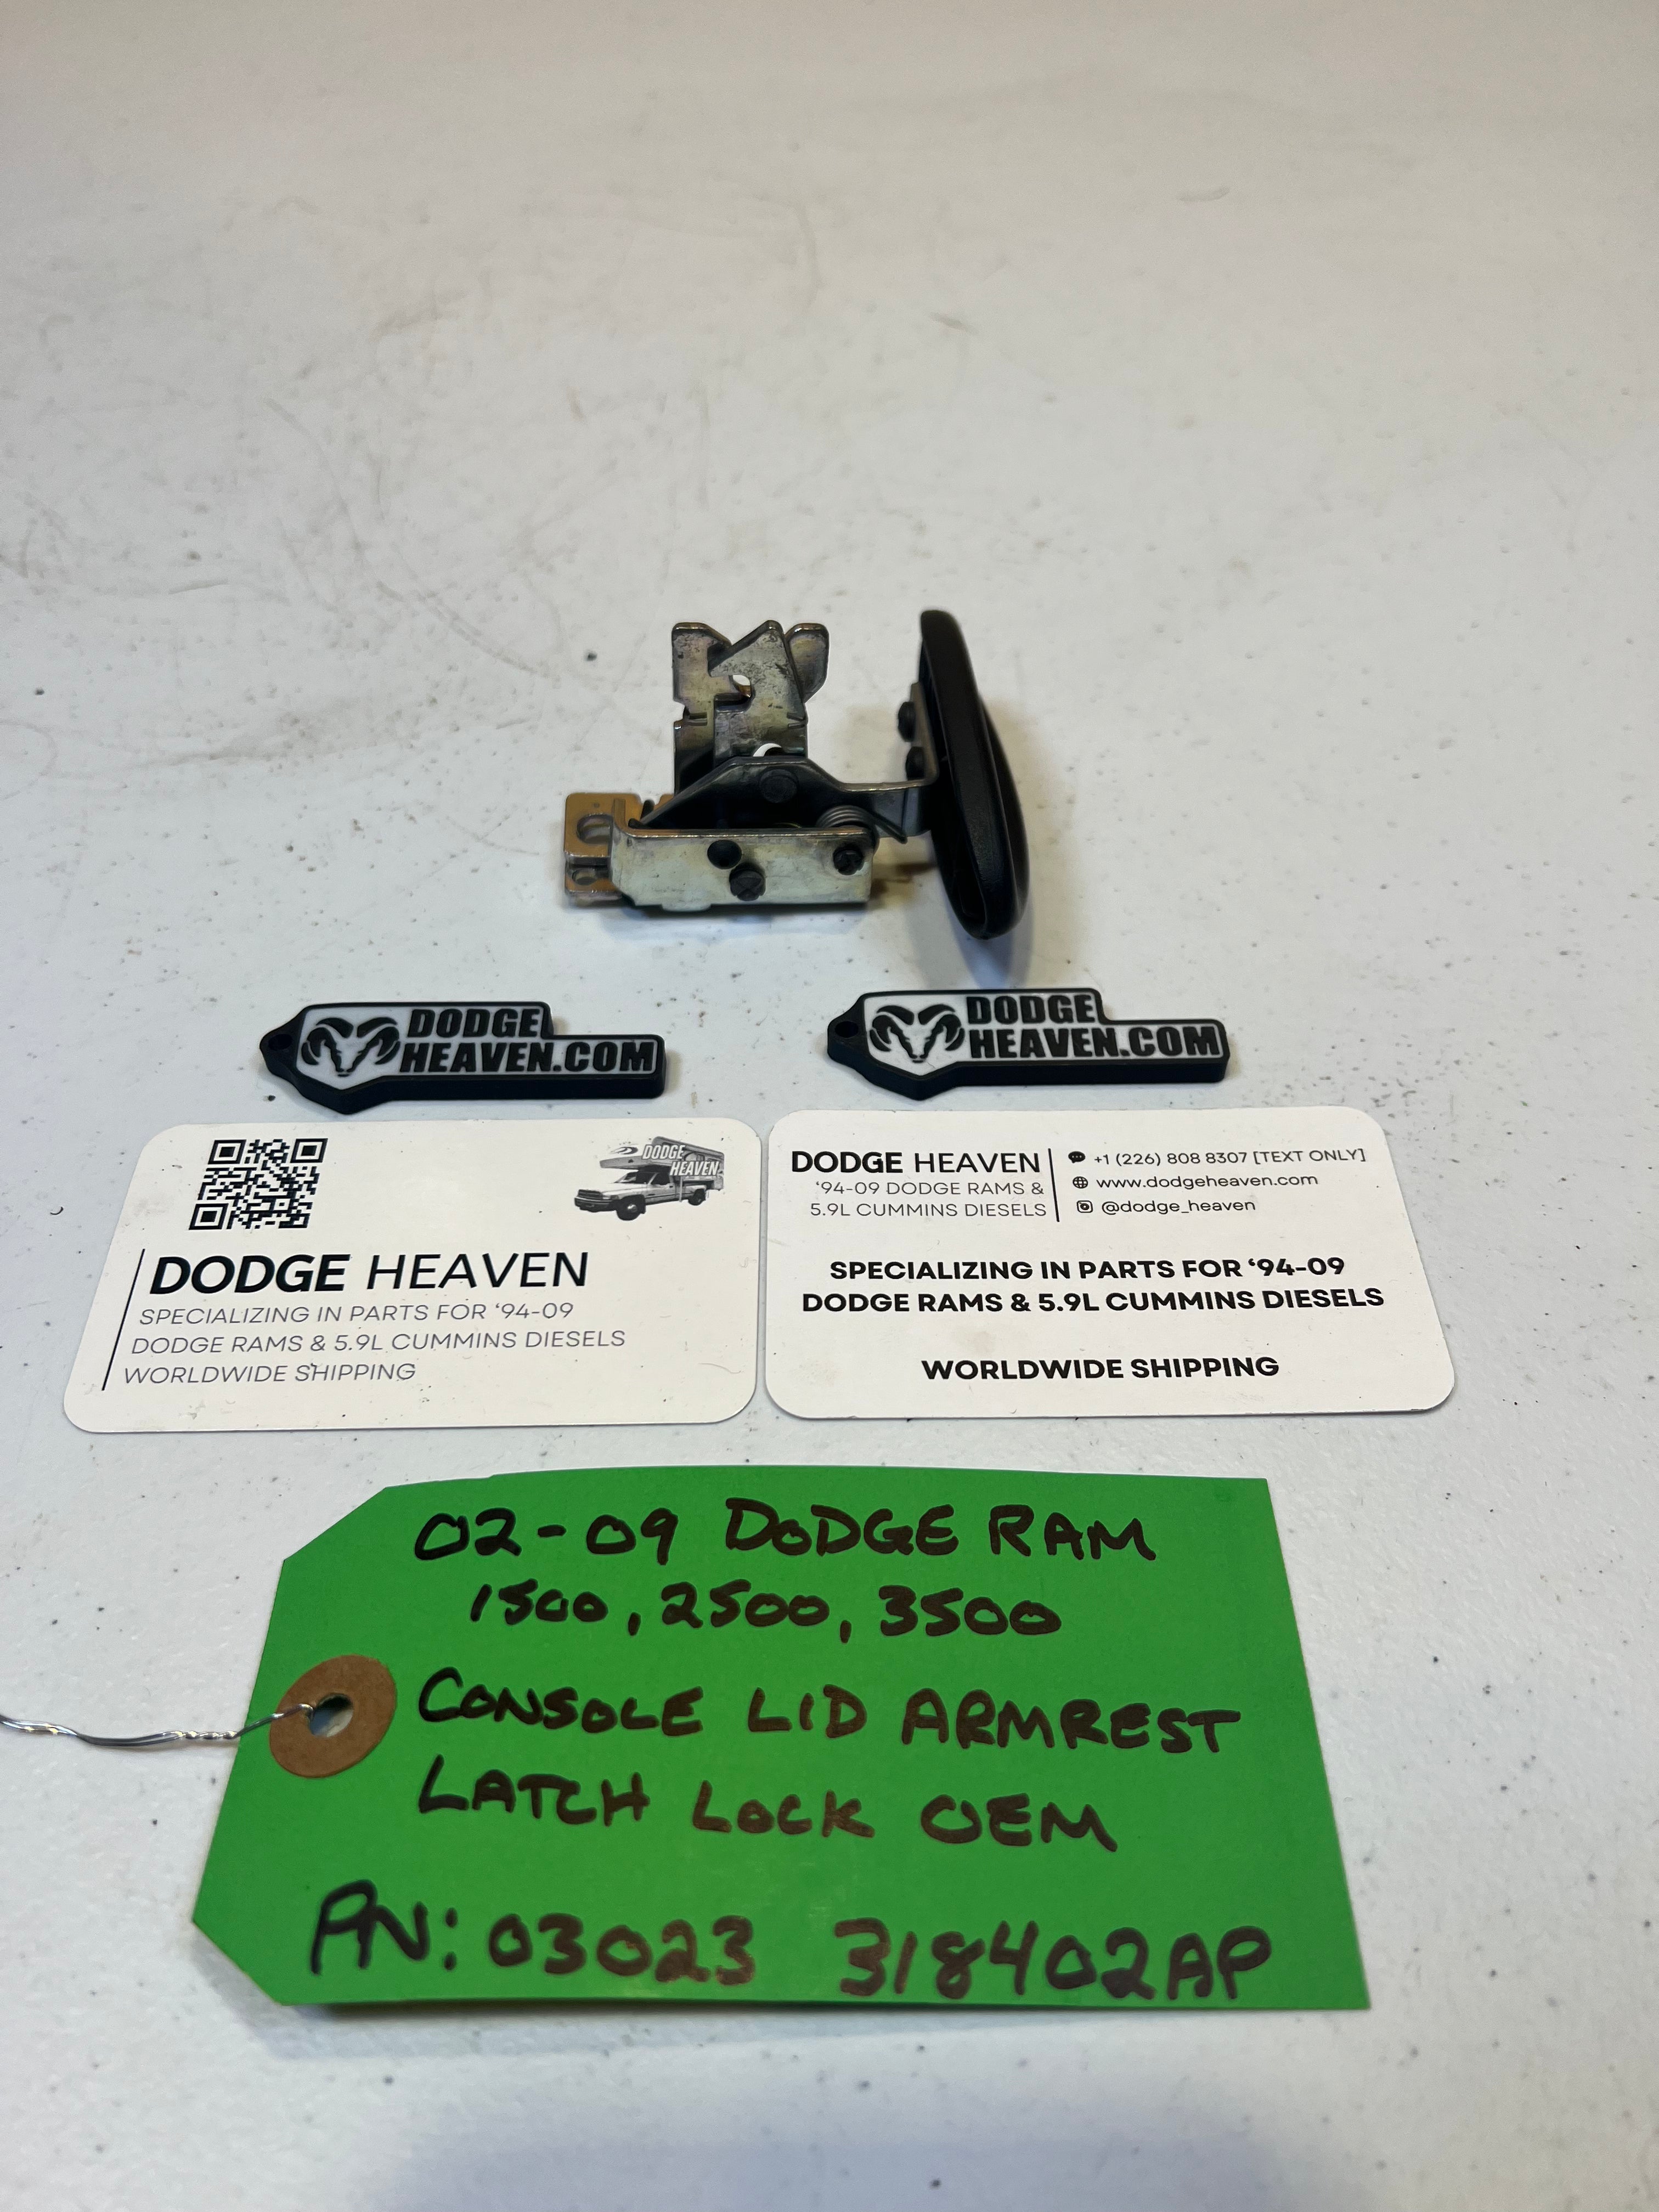 DODGE
HEAVEN.COM
DODGE
HEAVEN.COM
DODGE
HEAVEN
DODGE HEAVEN
SPECIALIZING IN PARTS FOR ‘94-09
DODGE RAMS & 5.9L CUMMINS DIESELS
WORLDWIDE SHIPPING
DODGE HEAVEN
‘94-09 DODGE RAMS &
5.9L CUMMINS DIESELS
+1 (226) 808 8307 [TEXT ONLY]
www.dodgeheaven.com
@dodge_heaven
SPECIALIZING IN PARTS FOR ‘94-09
DODGE RAMS & 5.9L CUMMINS DIESELS
WORLDWIDE SHIPPING
02-09 DODGE RAM
1500, 2500, 3500
CONSOLE LID ARMREST
LATCH LOCK OEM
PN: 03023 318402AP